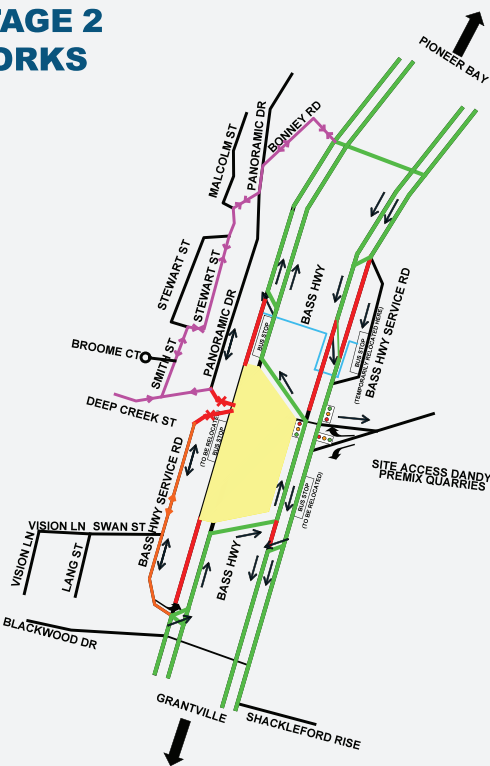 TAGE 2
ORKS
PIONEER BAY
BONNEY RD
PANORAMIC DR
MALCOLM ST
STEWART ST
STEWART ST
PANORAMIC DR
BASS HWY
BASS HWY SERVICE RD
BUS STOP
BUS STOP
(TEMPORARILY RELOCATED HERE)
BROOME CT
SMITH ST
DEEP CREEK ST
BUS STOP
(TO BE RELOCATE
SITE ACCESS DANDY
PREMIX QUARRIES
BUS STOP
(TO BE RELOCATED)
BASS HWY SERVICE RD
VISION LN
SWAN ST
VISION LN
LANG ST
BASS HWY
BLACKWOOD DR
GRANTVILLE
SHACKLEFORD RISE